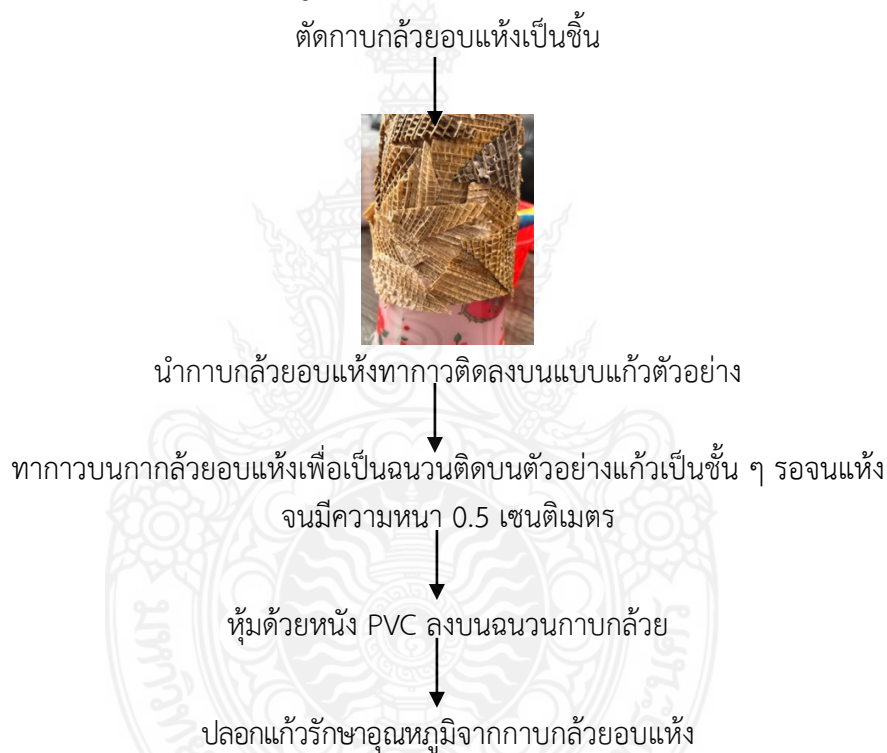 ตัดกาบกล้วยอบแห้งเป็นชิ้น
นำกาบกล้วยอบแห้งทากาวติดลงบนแบบแก้วตัวอย่าง
ทากาวบนกากล้วยอบแห้งเพื่อเป็นฉนวนติดบนตัวอย่างแก้วเป็นชั้น ๆ รอจนแห้ง
จนมีความหนา 0.5 เซนติเมตร
หุ้มด้วยหนัง PVC ลงบนฉนวนกาบกล้วย
ปลอกแก้วรักษาอุณหภูมิจากกาบกล้วยอบแห้ง